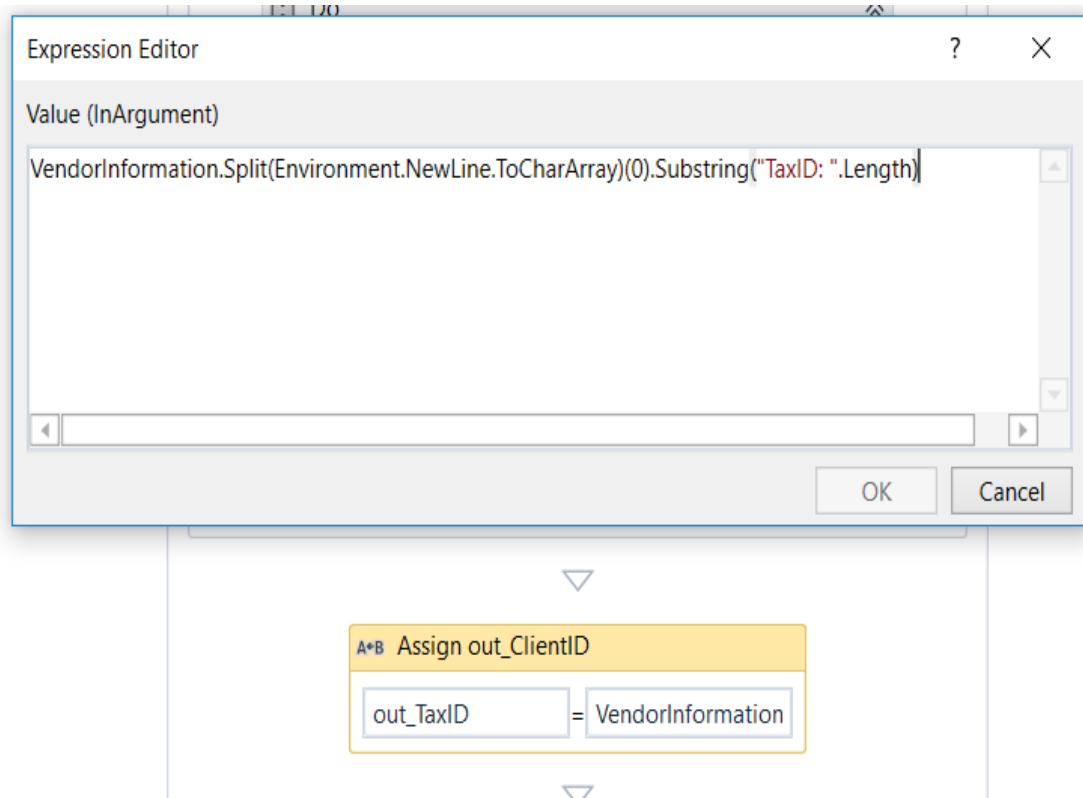 Do
Expression Editor
?
Value (InArgument)
VendorInformation.Split(Environment.NewLine.ToCharArray)(0).Substring("TaxID: ".Length)
OK
Cancel
A+B Assign out_ClientID
out_TaxID = VendorInformation